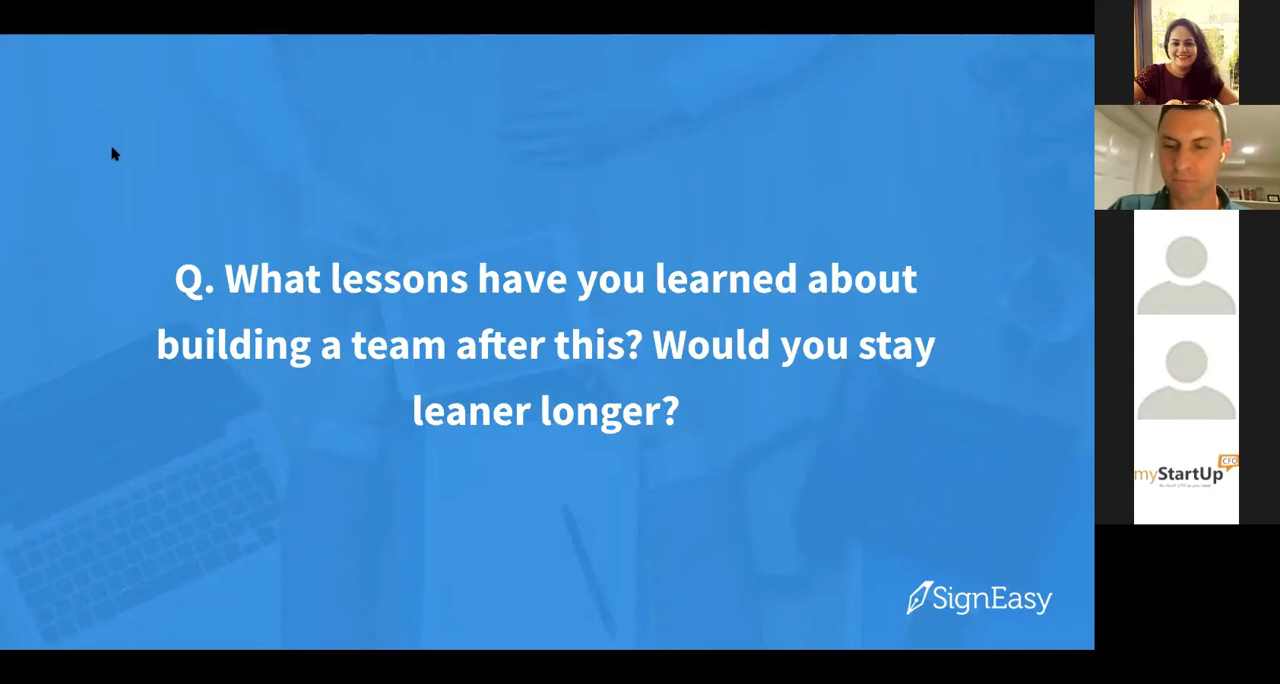 Q. What lessons have you learned about
building a team after this? Would you stay
leaner longer?
SignEasy
myStartUp
CFO